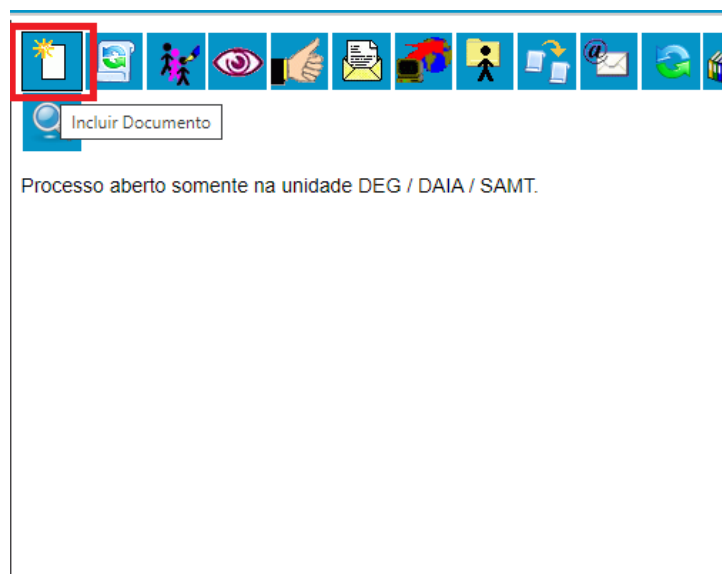 Incluir Documento
Processo aberto somente na unidade DEG / DAIA / SAMT.